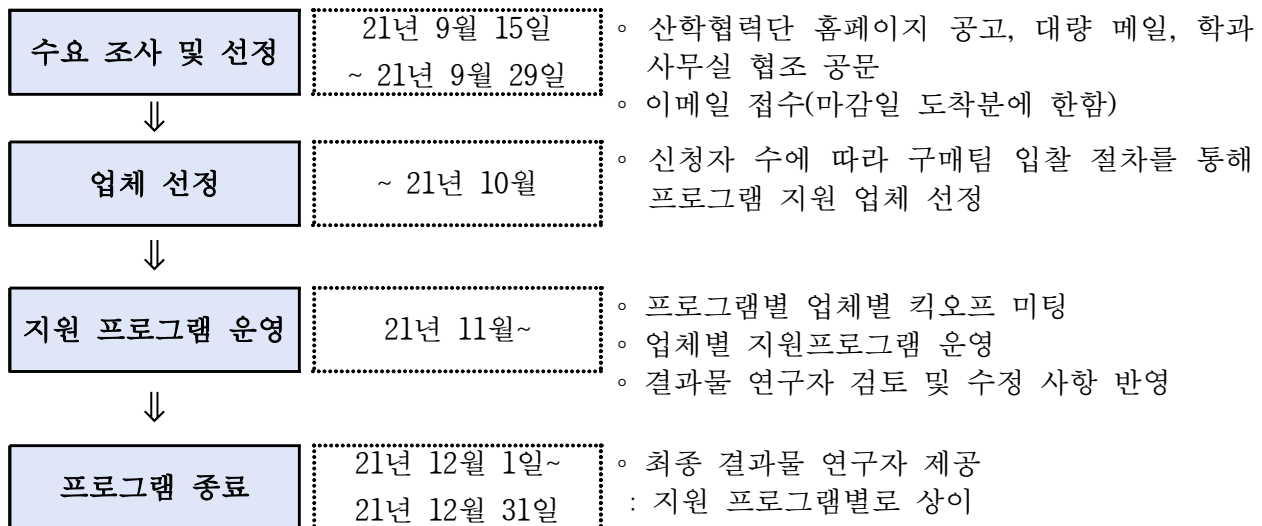 수요 조사 및 선정
21년 9월 15일
~ 21년 9월 29일
◦ 산학협력단 홈페이지 공고, 대량 메일, 학과
사무실 협조 공문
◦ 이메일 접수(마감일 도착분에 한함)
⇓
업체 선정
~ 21년 10월
◦ 신청자 수에 따라 구매팀 입찰 절차를 통해
프로그램 지원 업체 선정
⇓
지원 프로그램 운영
21년 11월~
◦ 프로그램별 업체별 킥오프 미팅
◦ 업체별 지원프로그램 운영
◦ 결과물 연구자 검토 및 수정 사항 반영
⇓
프로그램 종료
21년 12월 1일~
21년 12월 31일
◦ 최종 결과물 연구자 제공
: 지원 프로그램별로 상이